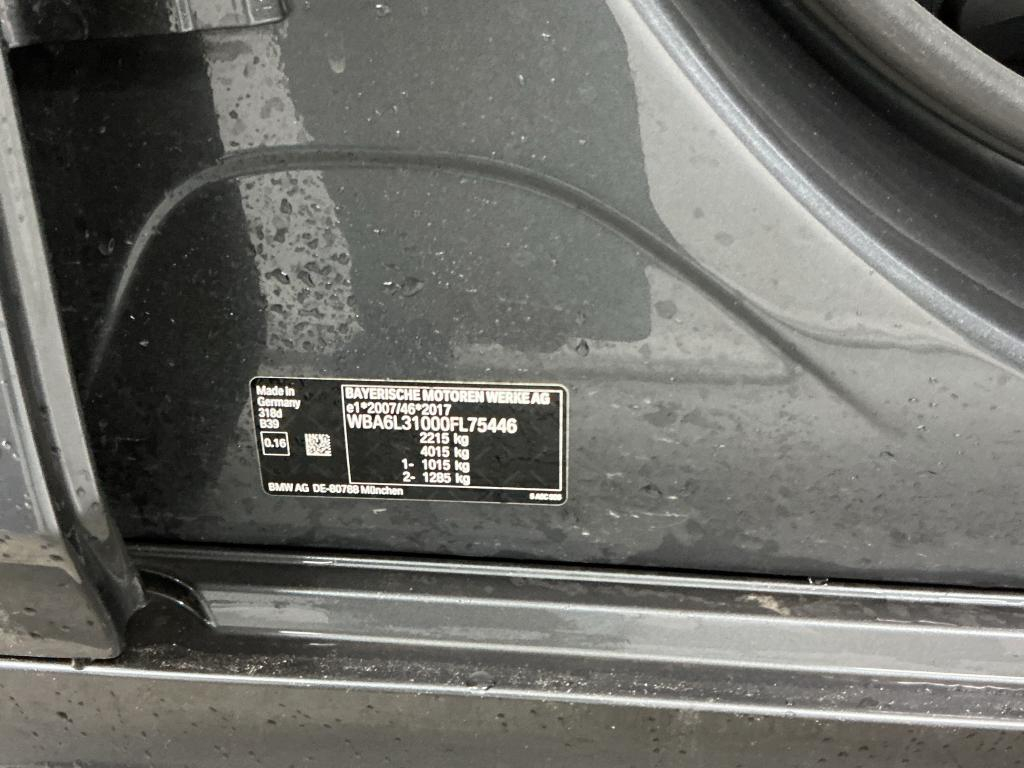 Made in
Germany
318d
B39
0.16
BAYERISCHE MOTOREN WERKE AG
e1*2007/46*2017
WBA6L31000FL75446
2215 kg
4015 kg
1- 1015 kg
2- 1285 kg
BMW AG DE-80788 München